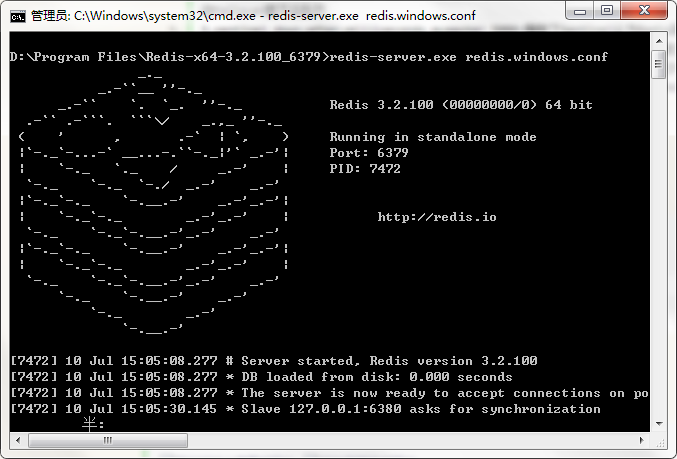 管理员: C:\Windows\system32\cmd.exe - redis-server.exe  redis.windows.conf
D:\Program Files\Redis-x64-3.2.100_6379>redis-server.exe redis.windows.conf
Redis 3.2.100 (00000000/0) 64 bit
Running in standalone mode
Port: 6379
PID: 7472
http://redis.io
[7472] 10 Jul 15:05:08.277 # Server started, Redis version 3.2.100
[7472] 10 Jul 15:05:08.277 * DB loaded from disk: 0.000 seconds
[7472] 10 Jul 15:05:08.277 * The server is now ready to accept connections on po
[7472] 10 Jul 15:05:30.145 * Slave 127.0.0.1:6380 asks for synchronization
半: